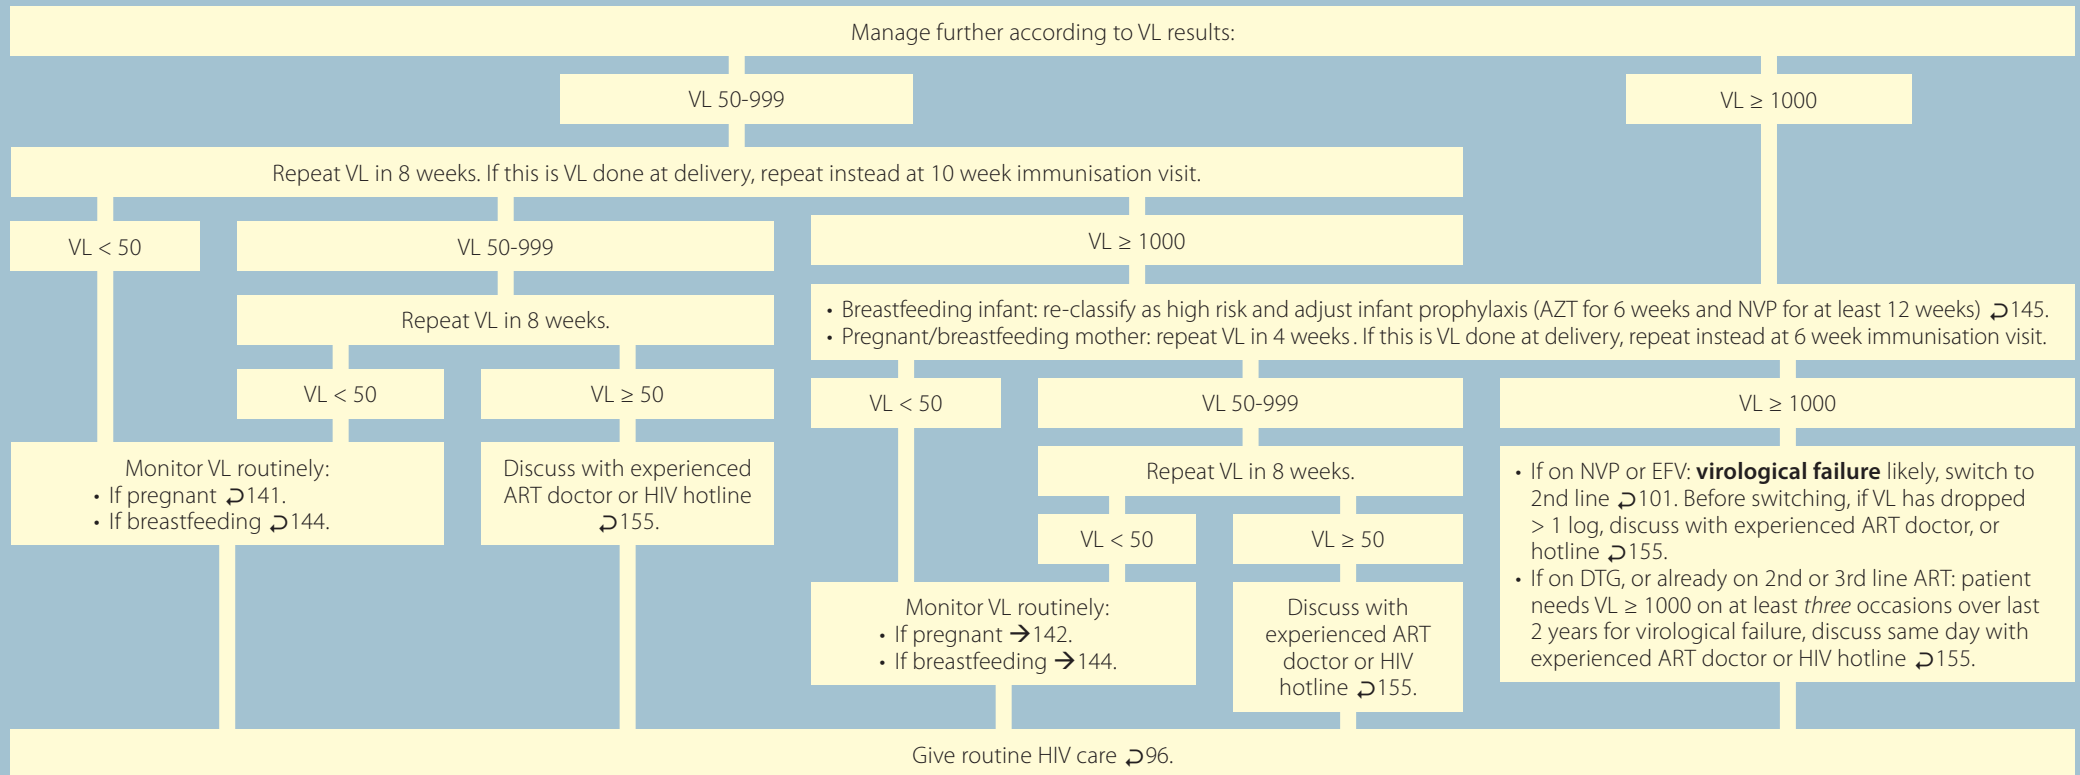 Manage further according to VL results:
VL 50-999
VL ≥ 1000
Repeat VL in 8 weeks. If this is VL done at delivery, repeat instead at 10 week immunisation visit.
VL < 50
VL 50-999
VL ≥ 1000
Repeat VL in 8 weeks.
• Breastfeeding infant: re-classify as high risk and adjust infant prophylaxis (AZT for 6 weeks and NVP for at least 12 weeks) ⮌145.
• Pregnant/breastfeeding mother: repeat VL in 4 weeks. If this is VL done at delivery, repeat instead at 6 week immunisation visit.
VL < 50
VL ≥ 50
VL < 50
VL 50-999
VL ≥ 1000
Monitor VL routinely:
• If pregnant ⮌141.
• If breastfeeding ⮌144.
Discuss with experienced
ART doctor or HIV hotline
⮌155.
Repeat VL in 8 weeks.
VL < 50
VL ≥ 50
Monitor VL routinely:
• If pregnant →142.
• If breastfeeding →144.
Discuss with
experienced ART
doctor or HIV
hotline ⮌155.
• If on NVP or EFV: virological failure likely, switch to
2nd line ⮌101. Before switching, if VL has dropped
> 1 log, discuss with experienced ART doctor, or
hotline ⮌155.
• If on DTG, or already on 2nd or 3rd line ART: patient
needs VL ≥ 1000 on at least three occasions over last
2 years for virological failure, discuss same day with
experienced ART doctor or HIV hotline ⮌155.
Give routine HIV care ⮌96.